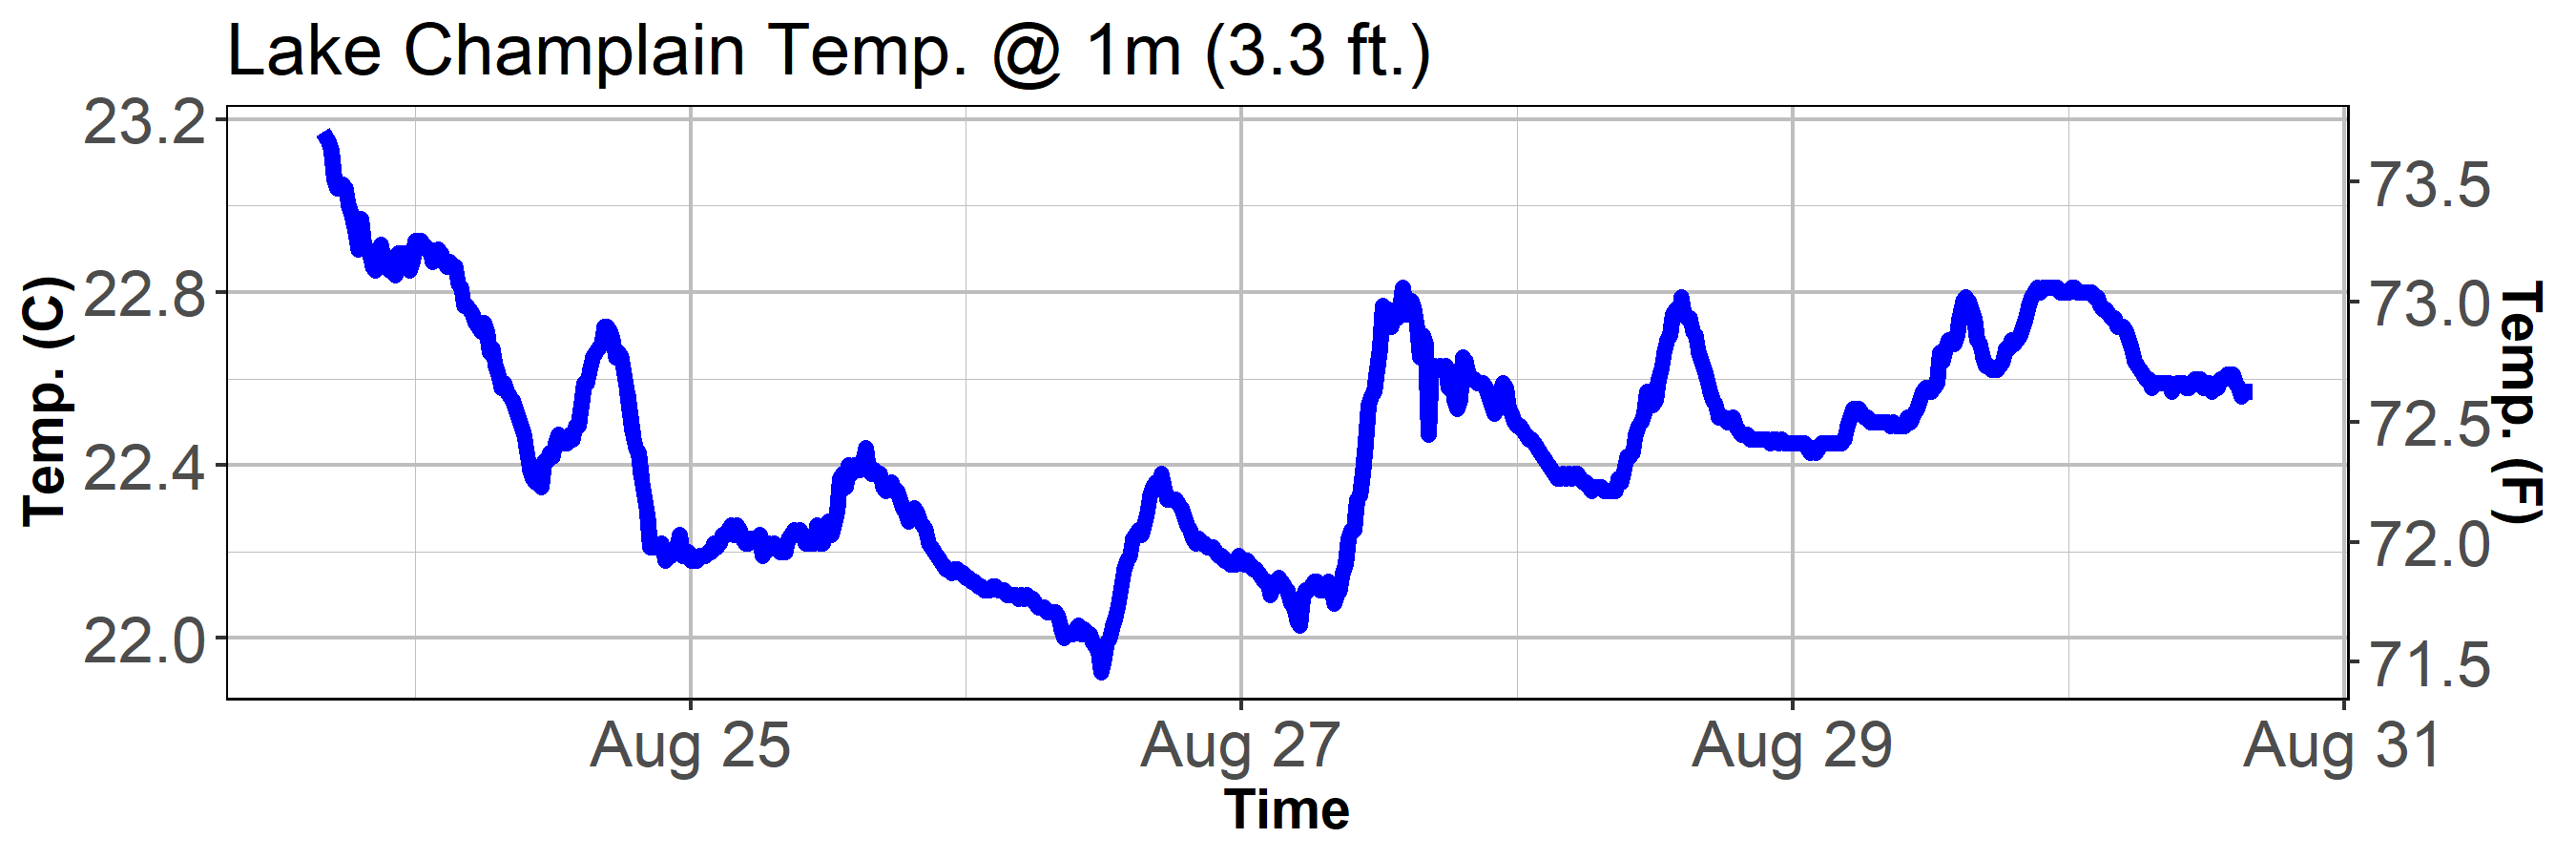 Lake Champlain Temp. @ 1m (3.3 ft.)
23.2
22.8
22.4
22.0
Temp. (C)
73.5
73.0
72.5
72.0
71.5
Temp. (F)
Aug 25 Aug 27 Aug 29 Aug 31
Time